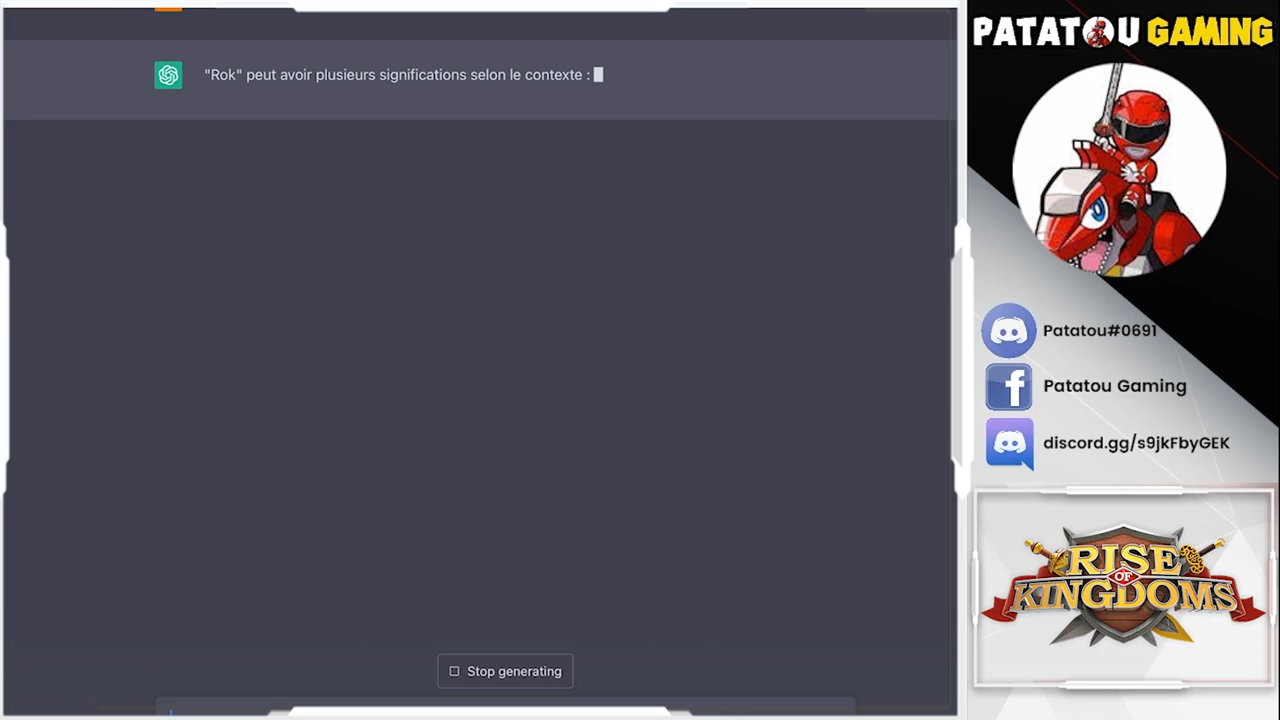 "Rok" peut avoir plusieurs significations selon le contexte :
Stop generating
PATATOU GAMING
Patatou#0691
Patatou Gaming
discord.gg/s9jkFbyGEK
RISE
OF
KINGDOMS